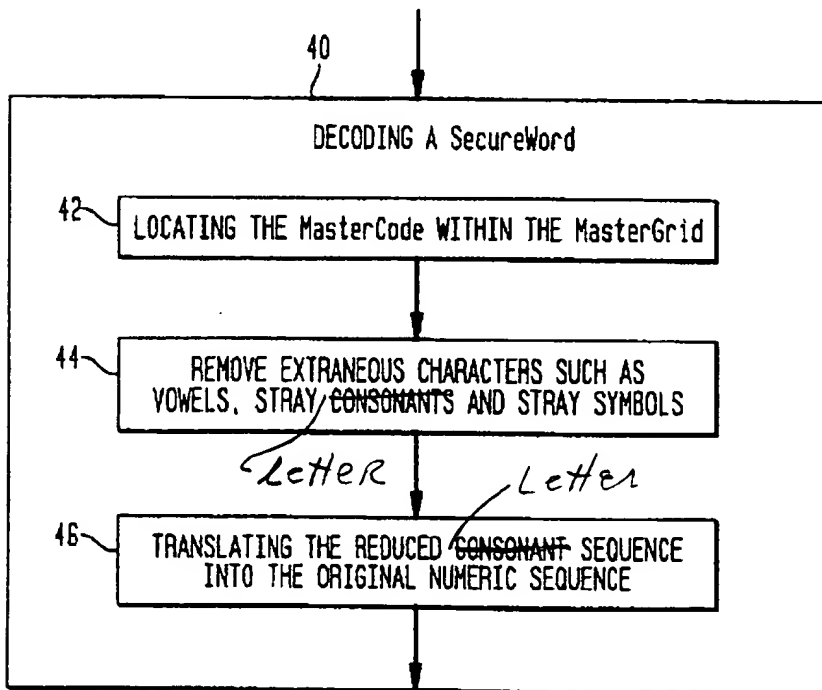 40
DECODING A SecureWord
42
LOCATING THE MasterCode WITHIN THE MasterGrid
44
REMOVE EXTRANEOUS CHARACTERS SUCH AS
VOWELS, STRAY CONSONANTS AND STRAY SYMBOLS
LeTTeR
LeTTer
46
TRANSLATING THE REDUCED CONSONANT SEQUENCE
INTO THE ORIGINAL NUMERIC SEQUENCE